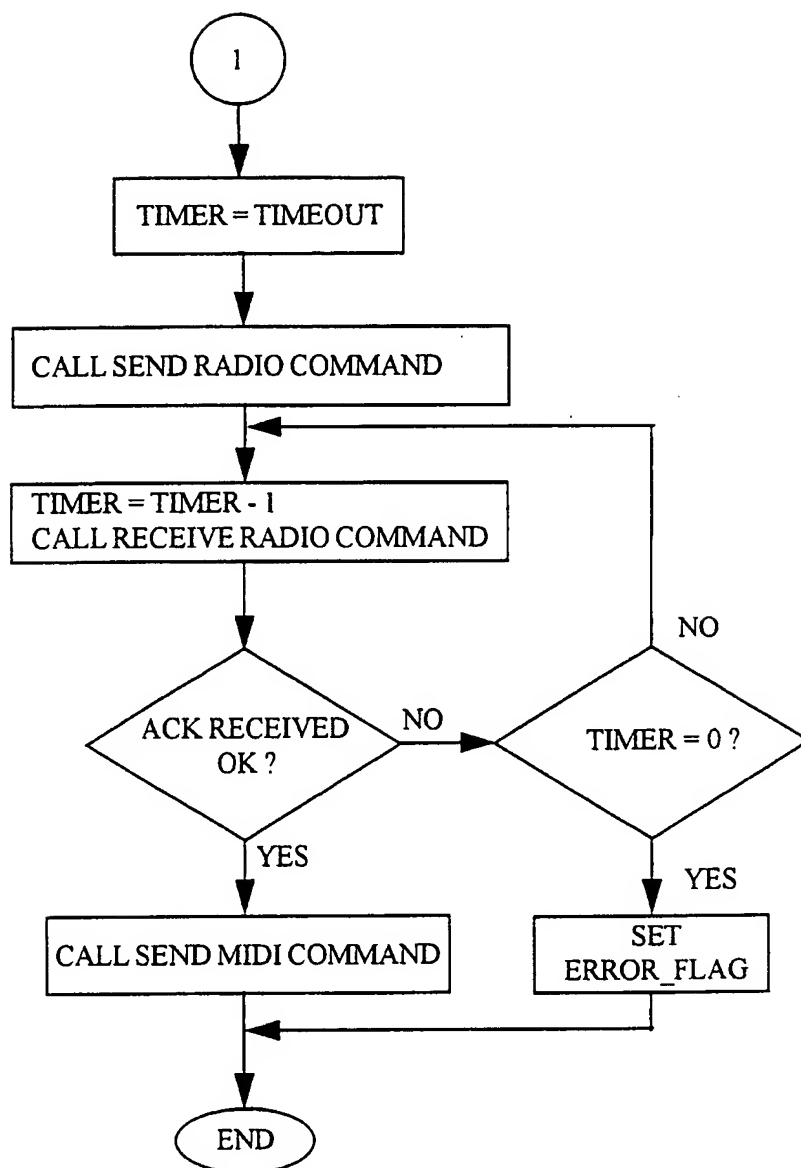 1
TIMER = TIMEOUT
CALL SEND RADIO COMMAND
TIMER = TIMER - 1
CALL RECEIVE RADIO COMMAND
NO
ACK RECEIVED
OK ?
NO
TIMER = 0 ?
YES
YES
CALL SEND MIDI COMMAND
SET
ERROR_FLAG
END